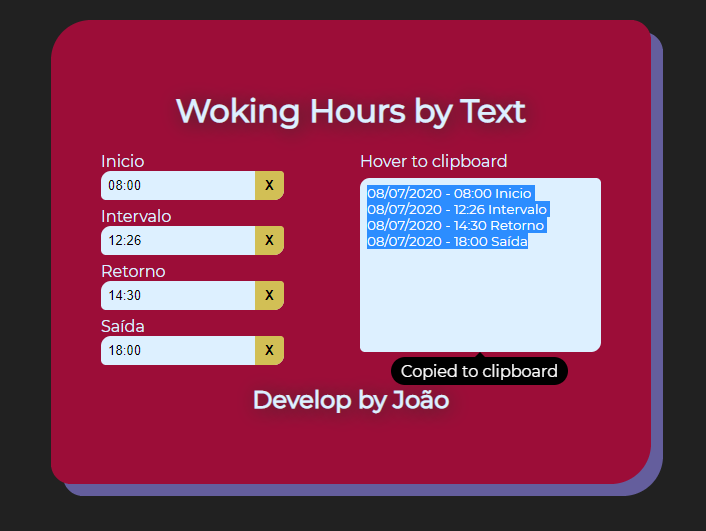 Woking Hours by Text
Inicio
08:00 X
Intervalo
12:26 X
Retorno
14:30 X
Saída
18:00 X
Hover to clipboard
08/07/2020 - 08:00 Inicio
08/07/2020 - 12:26 Intervalo
08/07/2020 - 14:30 Retorno
08/07/2020 - 18:00 Saída
Copied to clipboard
Develop by João